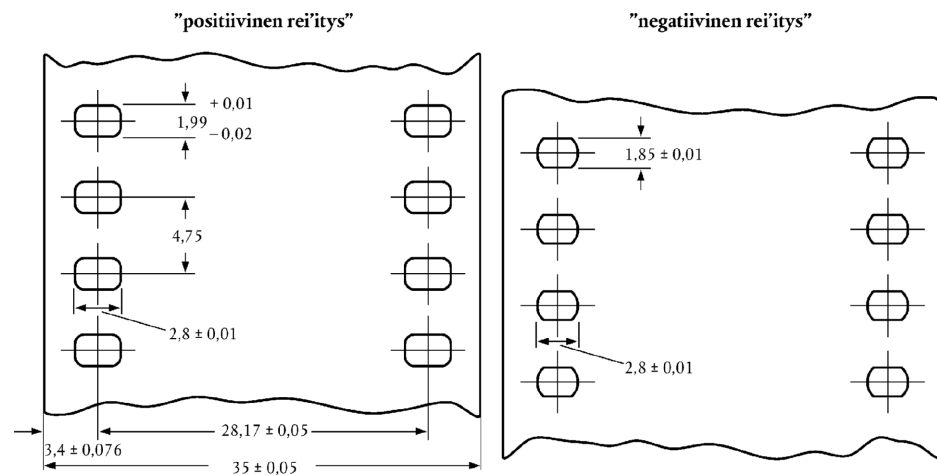 "positiivinen rei'itys"
"negatiivinen rei'itys"
+ 0,01
1,99
– 0,02
1,85 ± 0,01
4,75
2,8 ± 0,01
2,8 ± 0,01
28,17 ± 0,05
3,4 ± 0,076
35 ± 0,05